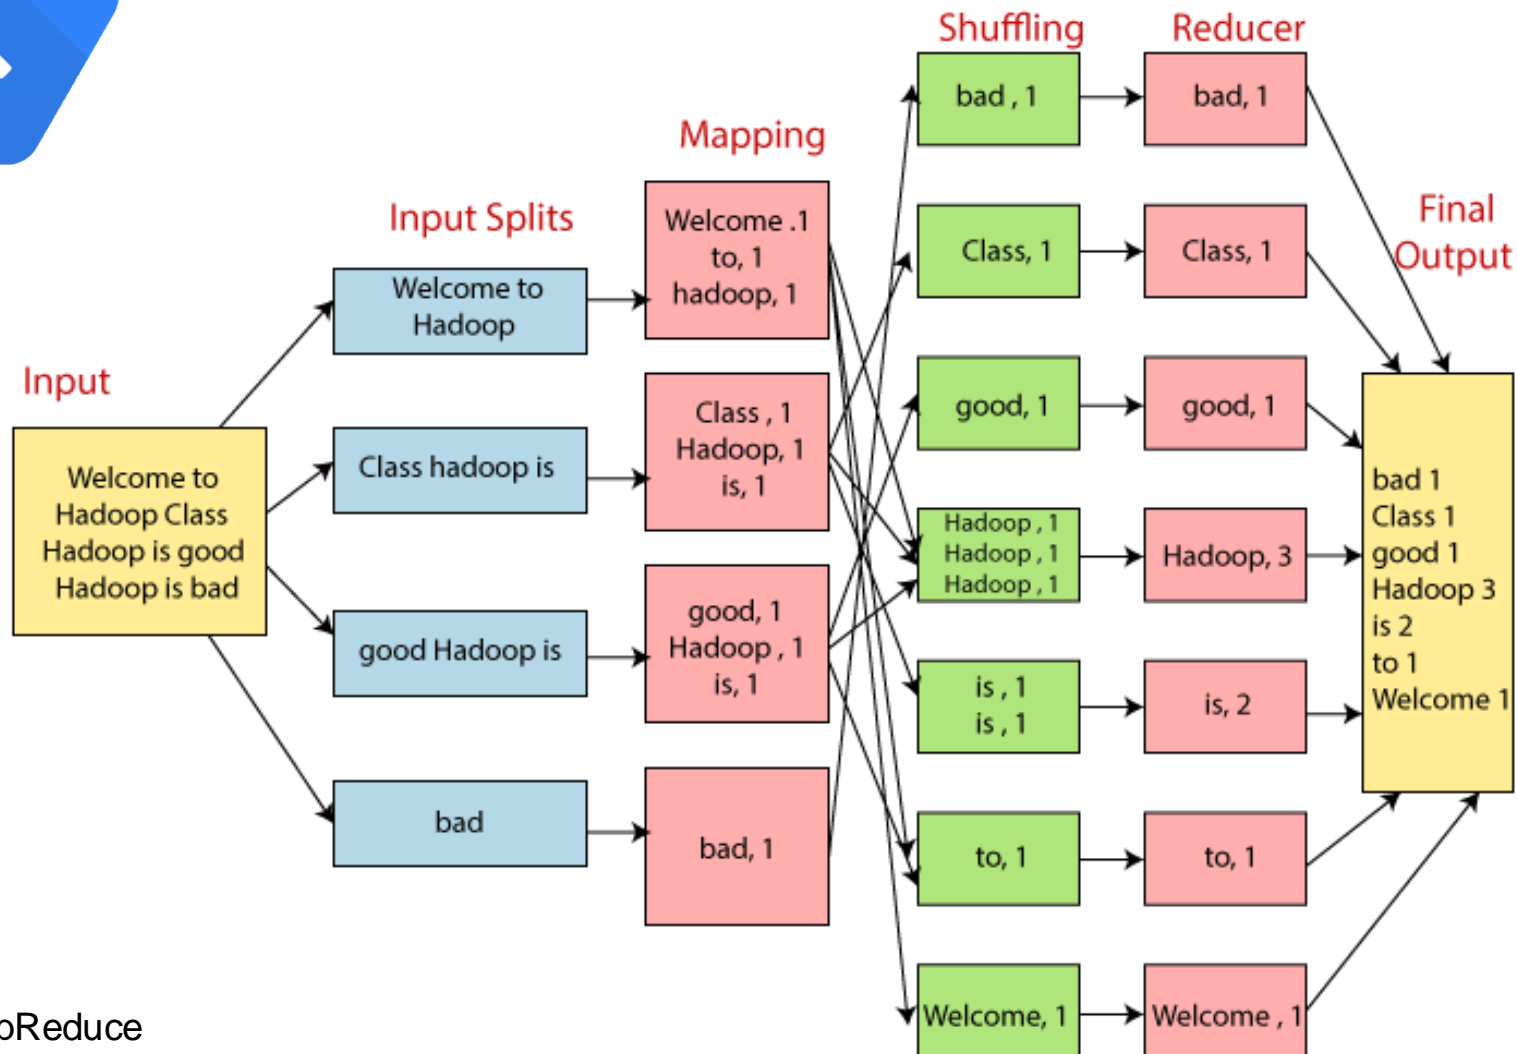 Input
Welcome to
Hadoop Class
Hadoop is good
Hadoop is bad
Input Splits
Welcome to
Hadoop
Class hadoop is
good Hadoop is
bad
Mapping
Welcome .1
to, 1
hadoop, 1
Class , 1
Hadoop, 1
is, 1
good, 1
Hadoop , 1
is, 1
bad, 1
Shuffling
bad , 1
Class, 1
good, 1
Hadoop , 1
Hadoop , 1
Hadoop , 1
is , 1
is , 1
to, 1
Welcome, 1
Reducer
bad, 1
Class, 1
good, 1
Hadoop, 3
is, 2
to, 1
Welcome , 1
Final
Output
bad 1
Class 1
good 1
Hadoop 3
is 2
to 1
Welcome 1
pReduce